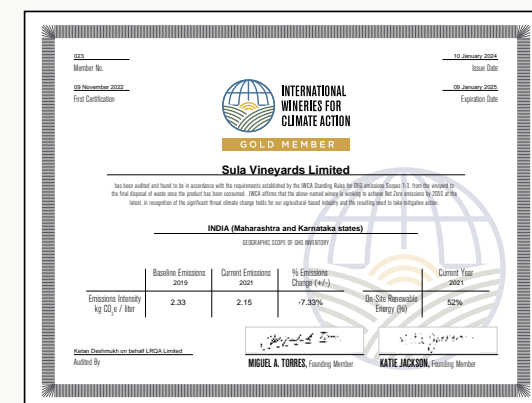 023
Member No.
10 January 2024
Issue Date
09 November 2022
First Certification
09 January 2025
Expiration Date
INTERNATIONAL
WINERIES FOR
CLIMATE ACTION
GOLD MEMBER
Sula Vineyards Limited
has been audited and found to be in accordance with the requirements established by the IWCA Standing Rules for GHG emissions Scopes 1-3, from the vineyard to
the final disposal of waste once the product has been consumed. IWCA affirms that the above-named winery is working to achieve Net Zero emissions by 2050 at the
latest, in recognition of the significant threat climate change holds for our agricultural-based industry and the resulting need to take mitigative action.
INDIA (Maharashtra and Karnataka states)
GEOGRAPHIC SCOPE OF GHG INVENTORY
Baseline Emissions 2019
Current Emissions 2021
% Emissions Change (+/-)
Current Year 2021
Emissions Intensity kg CO2e / liter
2.33
2.15
-7.33%
On-Site Renewable Energy (%)
52%
Ketan Deshmukh on behalf LRQA Limited
Audited By
MIGUEL A. TORRES, Founding Member
KATIE JACKSON, Founding Member